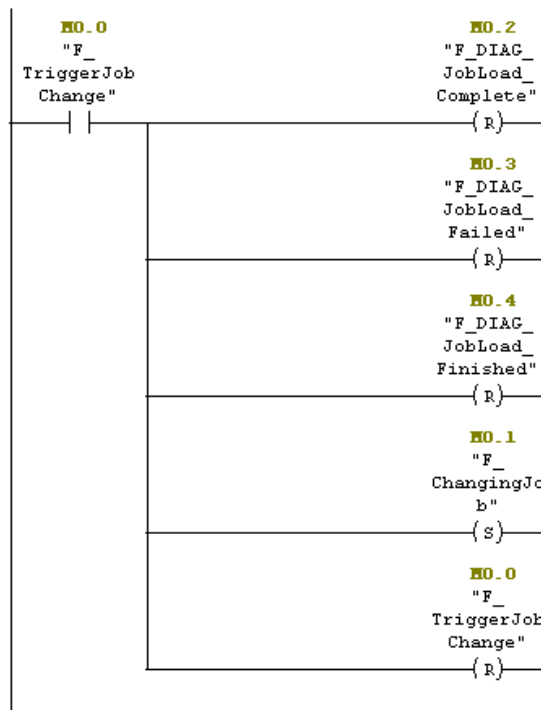 M0.0
"F_
TriggerJob
Change"
M0.2
"F_DIAG_
JobLoad_
Complete"
R
M0.3
"F_DIAG_
JobLoad_
Failed"
R
M0.4
"F_DIAG_
JobLoad_
Finished"
R
M0.1
"F_
ChangingJo
b"
S
M0.0
"F_
TriggerJob
Change"
R